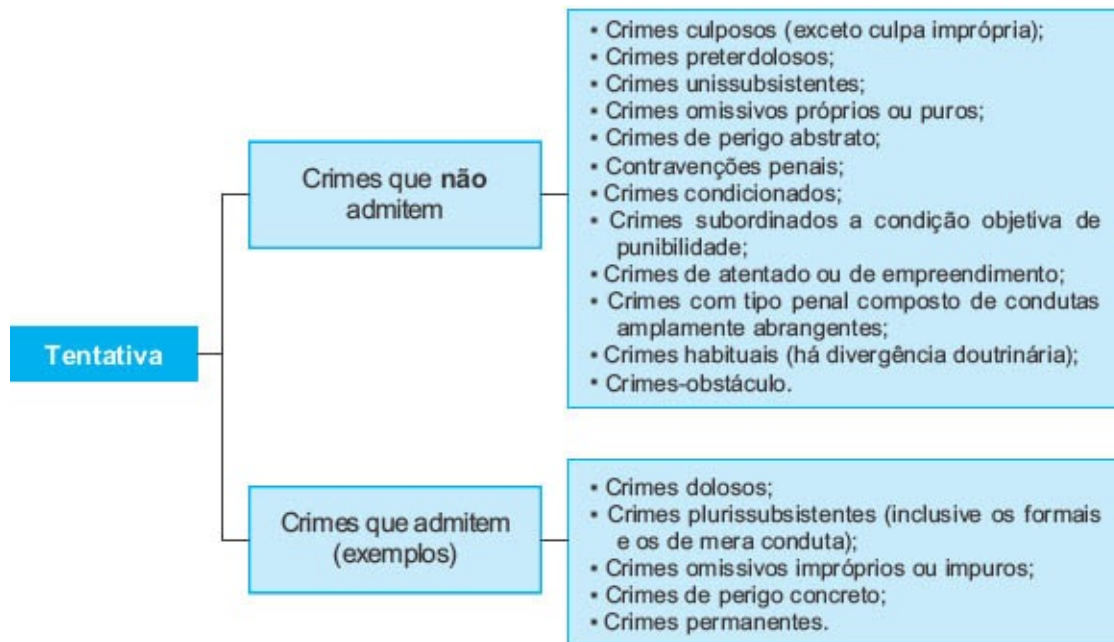 Tentativa
Crimes que não
admitem
• Crimes culposos (exceto culpa imprópria);
• Crimes preterdolosos;
• Crimes unissubsistentes;
• Crimes omissivos próprios ou puros;
• Crimes de perigo abstrato;
• Contravenções penais;
• Crimes condicionados;
• Crimes subordinados a condição objetiva de
punibilidade;
• Crimes de atentado ou de empreendimento;
• Crimes com tipo penal composto de condutas
amplamente abrangentes;
• Crimes habituais (há divergência doutrinária);
• Crimes-obstáculo.
Crimes que admitem
(exemplos)
• Crimes dolosos;
• Crimes plurissubsistentes (inclusive os formais
e os de mera conduta);
• Crimes omissivos impróprios ou impuros;
• Crimes de perigo concreto;
• Crimes permanentes.